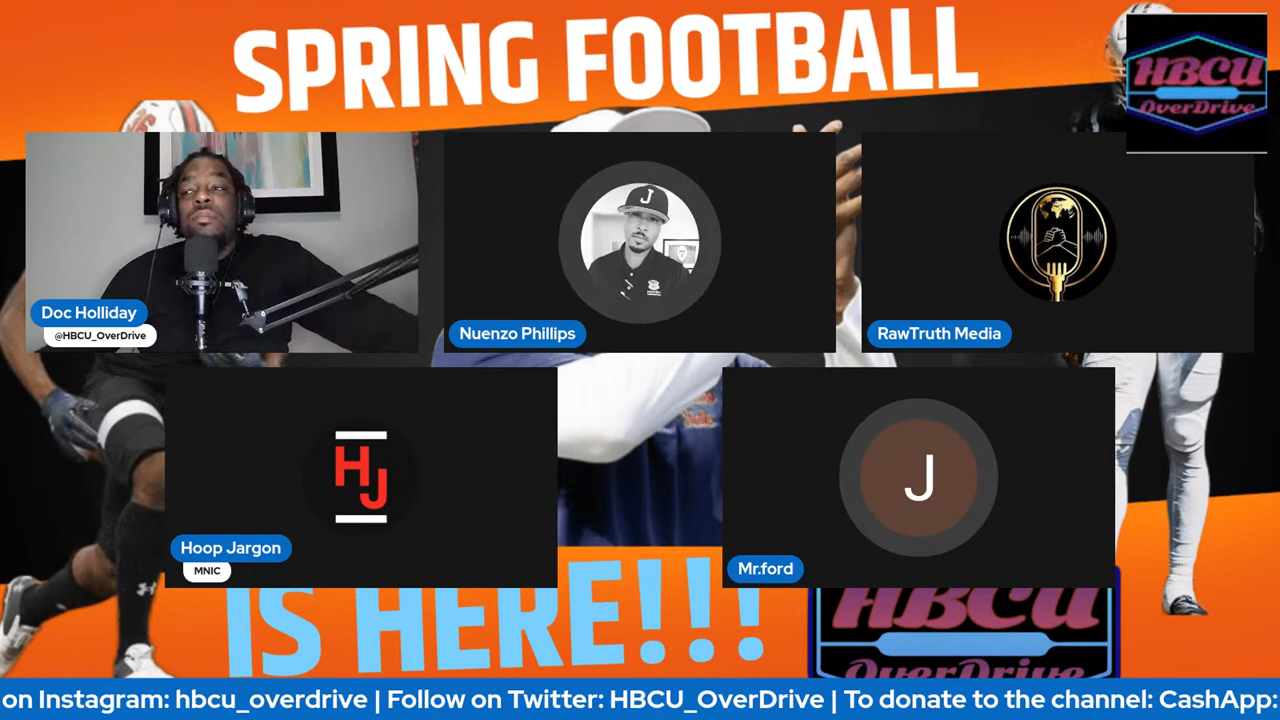 SPRING FOOTBALL
HBCU
OverDrive
J
Doc Holliday
@HBCU_OverDrive
Nuenzo Phillips
RawTruth Media
HJ
Hoop Jargon
MNIC
J
Mr.ford
IS HERE!!!
HBCU
OverDrive
on Instagram: hbcu_overdrive | Follow on Twitter: HBCU_OverDrive | To donate to the channel: CashApp: